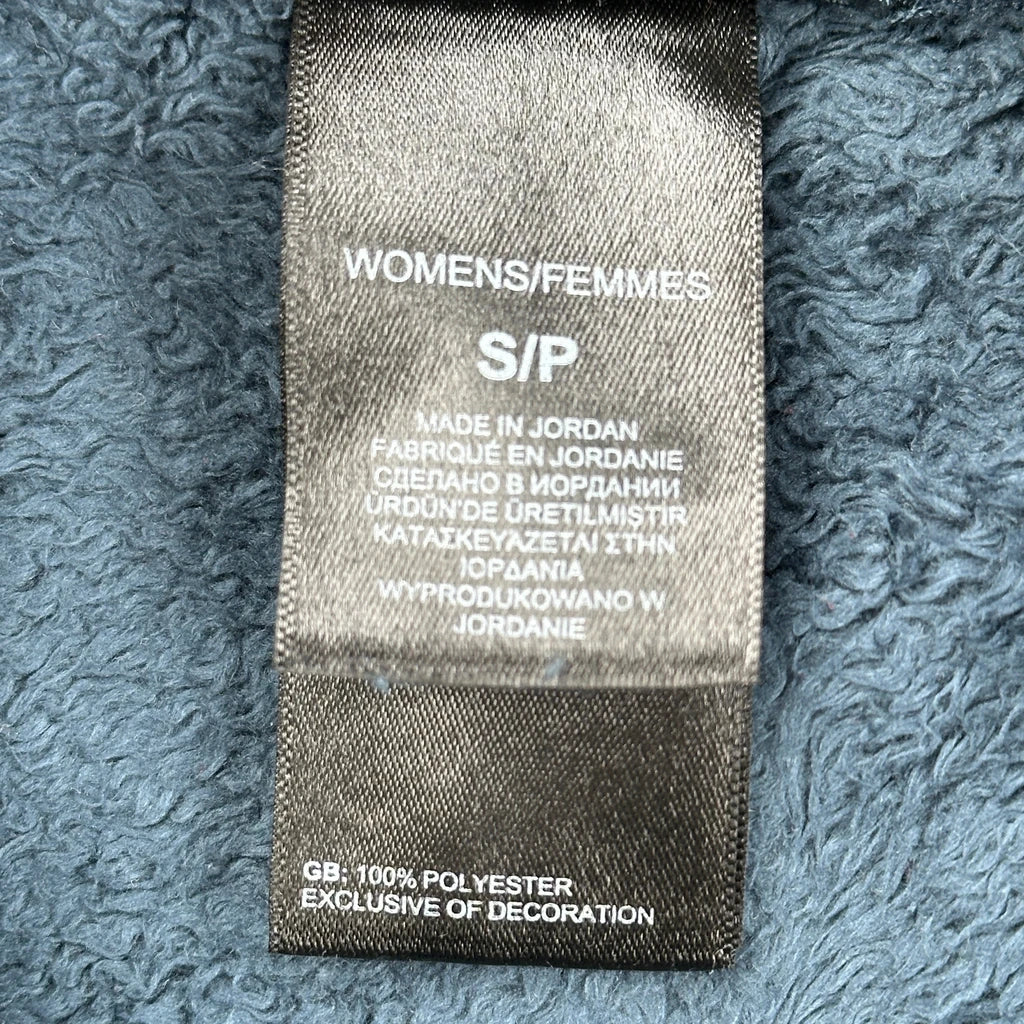 WOMENS/FEMMES
S/P
MADE IN JORDAN
FABRIQUÉ EN JORDANIE
СДЕЛАНО В ИОРДАНИИ
ÜRDÜN'DE ÜRETILMIŞTIR
ΚΑΤΑΣΚΕΥΑΖΕΤΑΙ ΣΤΗΝ
ΙΟΡΔΑΝΙΑ
WYPRODUKOWANO W
JORDANIE
GB: 100% POLYESTER
EXCLUSIVE OF DECORATION